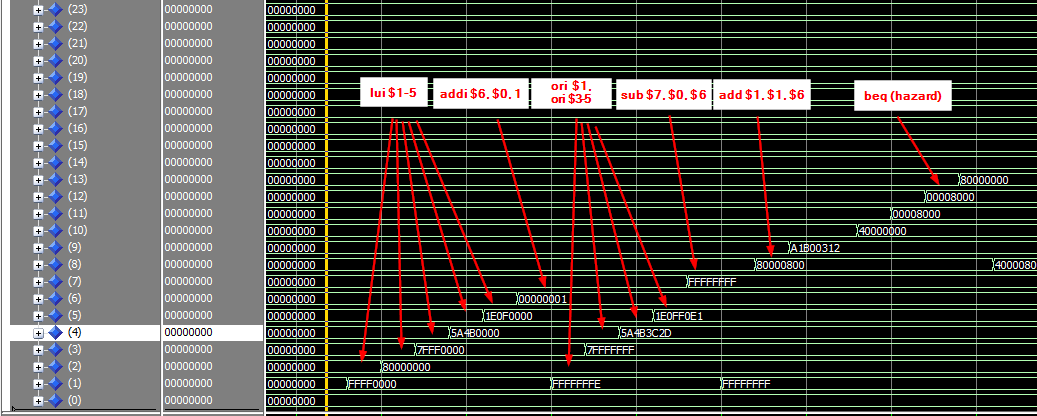 (23) 00000000 00000000
(22) 00000000 00000000
(21) 00000000 00000000
(20) 00000000 00000000
(19) 00000000 00000000
(18) 00000000 00000000
(17) 00000000 00000000
(16) 00000000 00000000
(15) 00000000 00000000
(14) 00000000 00000000
(13) 00000000 00000000 80000000
(12) 00000000 00000000 00008000
(11) 00000000 00000000 00008000
(10) 00000000 00000000 40000000
(9) 00000000 00000000 A1B00312
(8) 00000000 00000000 80000800 4000080
(7) 00000000 00000000 FFFFFFFF
(6) 00000000 00000000 00000001
(5) 00000000 00000000 1E0F0000 1E0FF0E1
(4) 00000000 00000000 5A4B0000 5A4B3C2D
(3) 00000000 00000000 7FFF0000 7FFFFFFF
(2) 00000000 00000000 80000000
(1) 00000000 00000000 FFFF0000 FFFFFFFE FFFFFFFF
(0) 00000000 00000000
lui $1-5
addi $6, $0, 1
ori $1,
ori $3-5
sub $7, $0, $6
add $1, $1, $6
beq (hazard)